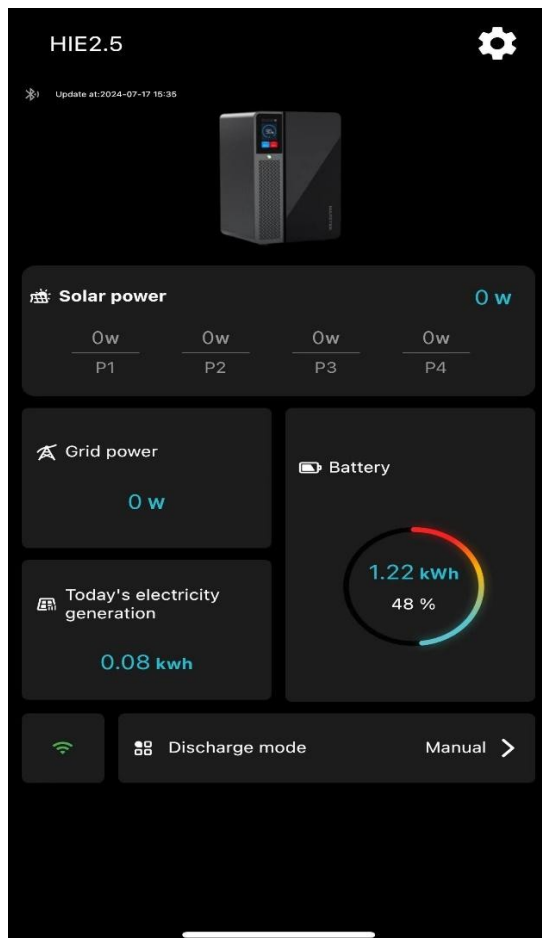 HIE2.5
Update at:2024-07-17 15:35
Solar power
0 w
0w 0w 0w 0w
P1 P2 P3 P4
Grid power
0 w
Battery
1.22 kWh
48 %
Today's electricity
generation
0.08 kwh
Discharge mode
Manual